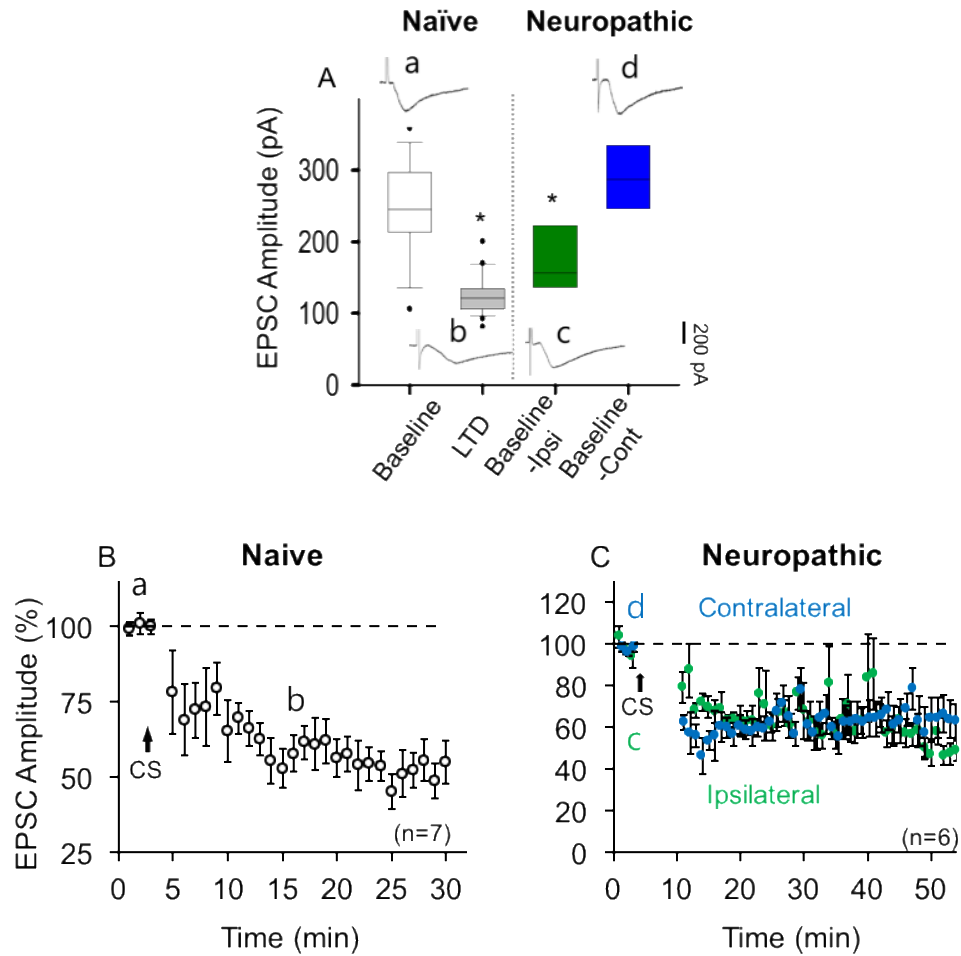 Naïve Neuropathic
A a d
EPSC Amplitude (pA)
300
200
100
0
* *
b c
200 pA
Baseline
LTD
Baseline
-Ipsi
Baseline
-Cont
B Naive
a
EPSC Amplitude (%)
100
75
50
25
b
CS
(n=7)
0 5 10 15 20 25 30
Time (min)
C Neuropathic
120
100
80
60
40
20
0
d Contralateral
CS
c
Ipsilateral
(n=6)
0 10 20 30 40 50
Time (min)